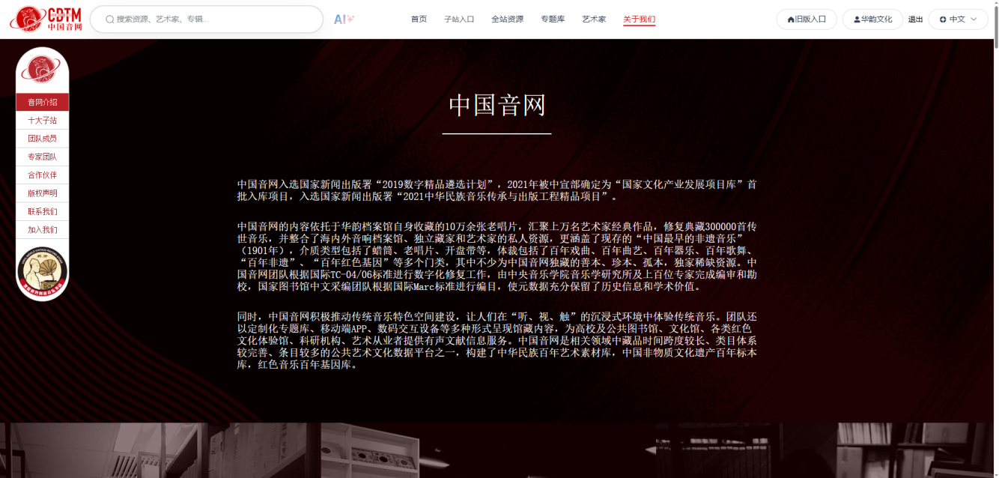 CDTM
中国音网
搜索资源、艺术家、专辑...
AI
首页
子站入口
全站资源
专题库
艺术家
关于我们
旧版入口
华韵文化
退出
中文
音网介绍
十大子站
团队成员
专家团队
合作伙伴
版权声明
联系我们
加入我们
中国音网
中国音网入选国家新闻出版署“2019数字精品遴选计划”，2021年被中宣部确定为“国家文化产业发展项目库”首
批入库项目，入选国家新闻出版署“2021中华民族音乐传承与出版工程精品项目”。
中国音网的内容依托于华韵档案馆自身收藏的10万余张老唱片，汇聚上万名艺术家经典作品，修复典藏300000首传
世音乐，并整合了海内外音响档案馆、独立藏家和艺术家的私人资源，更涵盖了现存的“中国最早的非遗音乐”
（1901年），介质类型包括了蜡筒、老唱片、开盘带等，体裁包括了百年戏曲、百年曲艺、百年器乐、百年歌舞、
“百年非遗”、“百年红色基因”等多个门类，其中不少为中国音网独藏的善本、珍本、孤本，独家稀缺资源。中
国音网团队根据国际TC-04/06标准进行数字化修复工作，由中央音乐学院音乐学研究所及上百位专家完成编审和勘
校，国家图书馆中文采编团队根据国际Marc标准进行编目，使元数据充分保留了历史信息和学术价值。
同时，中国音网积极推动传统音乐特色空间建设，让人们在“听、视、触”的沉浸式环境中体验传统音乐。团队还
以定制化专题库、移动端APP、数码交互设备等多种形式呈现馆藏内容，为高校及公共图书馆、文化馆、各类红色
文化体验馆、科研机构、艺术从业者提供有声文献信息服务。中国音网是相关领域中藏品时间跨度较长、类目体系
较完善、条目较多的公共艺术文化数据平台之一，构建了中华民族百年艺术素材库，中国非物质文化遗产百年标本
库，红色音乐百年基因库。